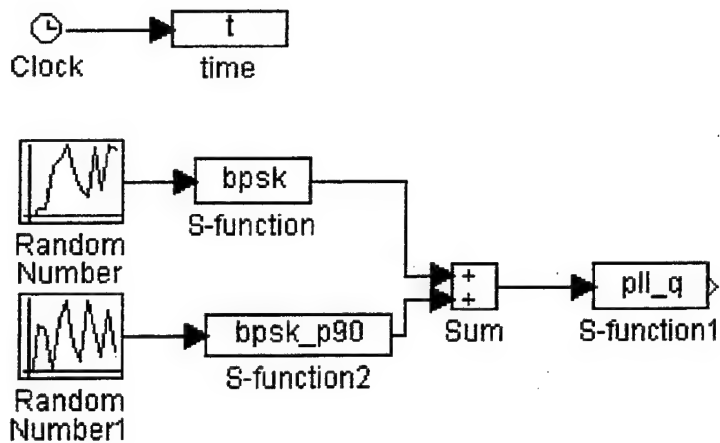 t
Clock
time
bpsk
S-function
Random
Number
+
+
Sum
pll_q
S-function1
bpsk_p90
S-function2
Random
Number1